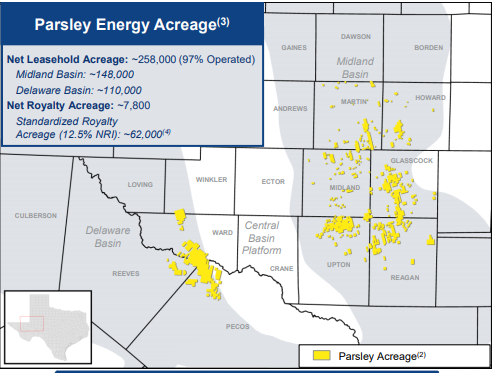 Parsley Energy Acreage(3)
Net Leasehold Acreage: ~258,000 (97% Operated)
Midland Basin: ~148,000
Delaware Basin: ~110,000
Net Royalty Acreage: ~7,800
Standardized Royalty
Acreage (12.5% NRI): ~62,000(4)
GAINES
DAWSON
BORDEN
Midland
Basin
ANDREWS
MARTIN
HOWARD
LOVING
WINKLER
ECTOR
MIDLAND
GLASSCOCK
CULBERSON
Delaware
Basin
WARD
Central
Basin
Platform
REEVES
CRANE
UPTON
REAGAN
PECOS
Parsley Acreage(2)